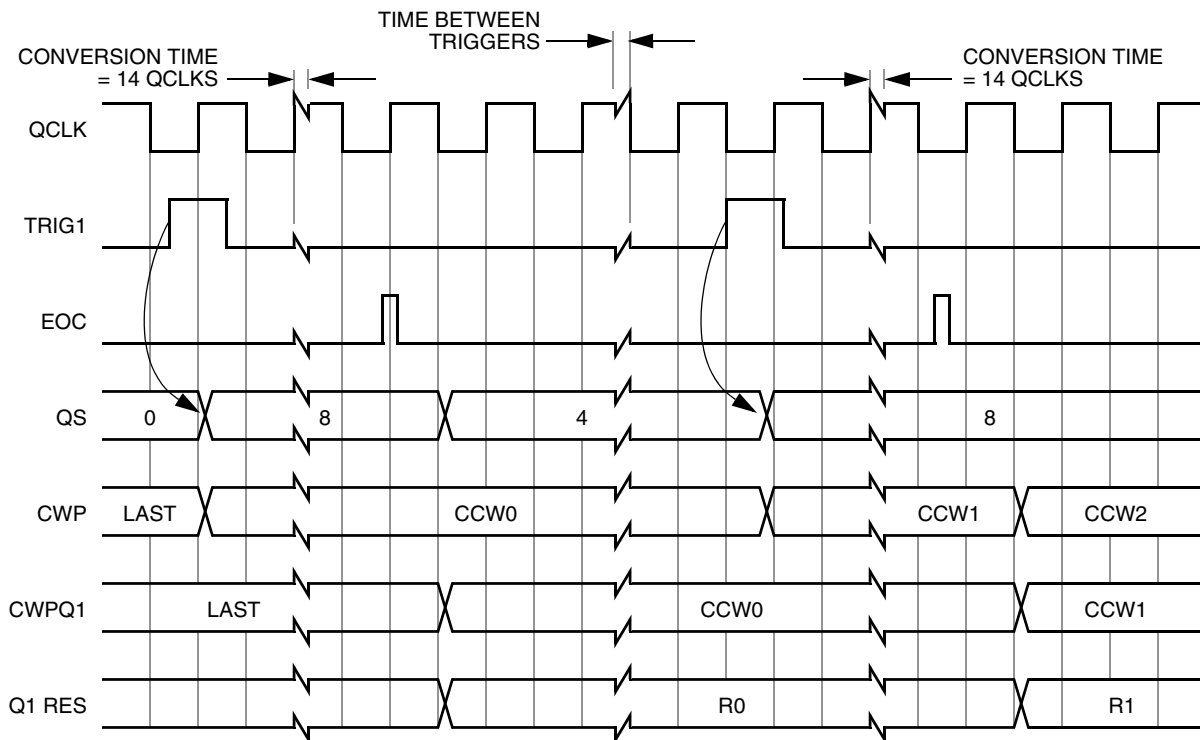 TIME BETWEEN
TRIGGERS
CONVERSION TIME
= 14 QCLKS
CONVERSION TIME
= 14 QCLKS
QCLK
TRIG1
EOC
QS 0 8 4 8
CWP LAST CCW0 CCW1 CCW2
CWPQ1 LAST CCW0 CCW1
Q1 RES R0 R1